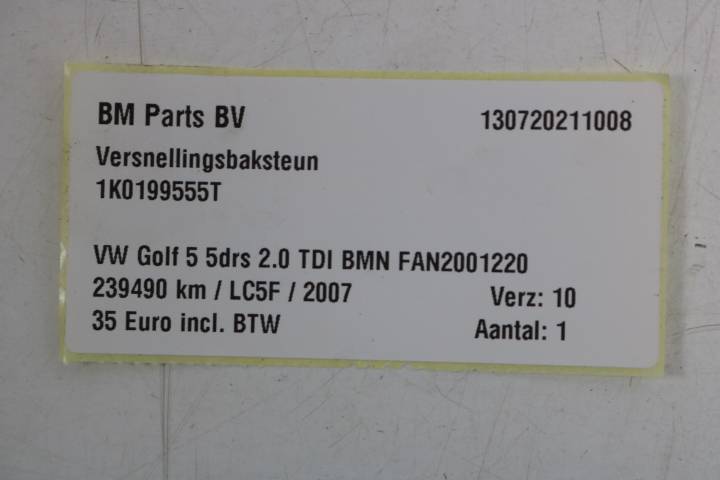 BM Parts BV 130720211008
Versnellingsbaksteun
1K0199555T
VW Golf 5 5drs 2.0 TDI BMN FAN2001220
239490 km / LC5F / 2007 Verz: 10
35 Euro incl. BTW Aantal: 1